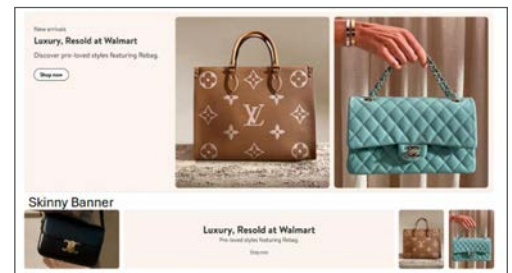 New arrivals
Luxury, Resold at Walmart
Discover pre-loved styles featuring Rebag.
Shop now
LV
Skinny Banner
Luxury, Resold at Walmart
Pre-loved styles featuring Rebag.
Shop now